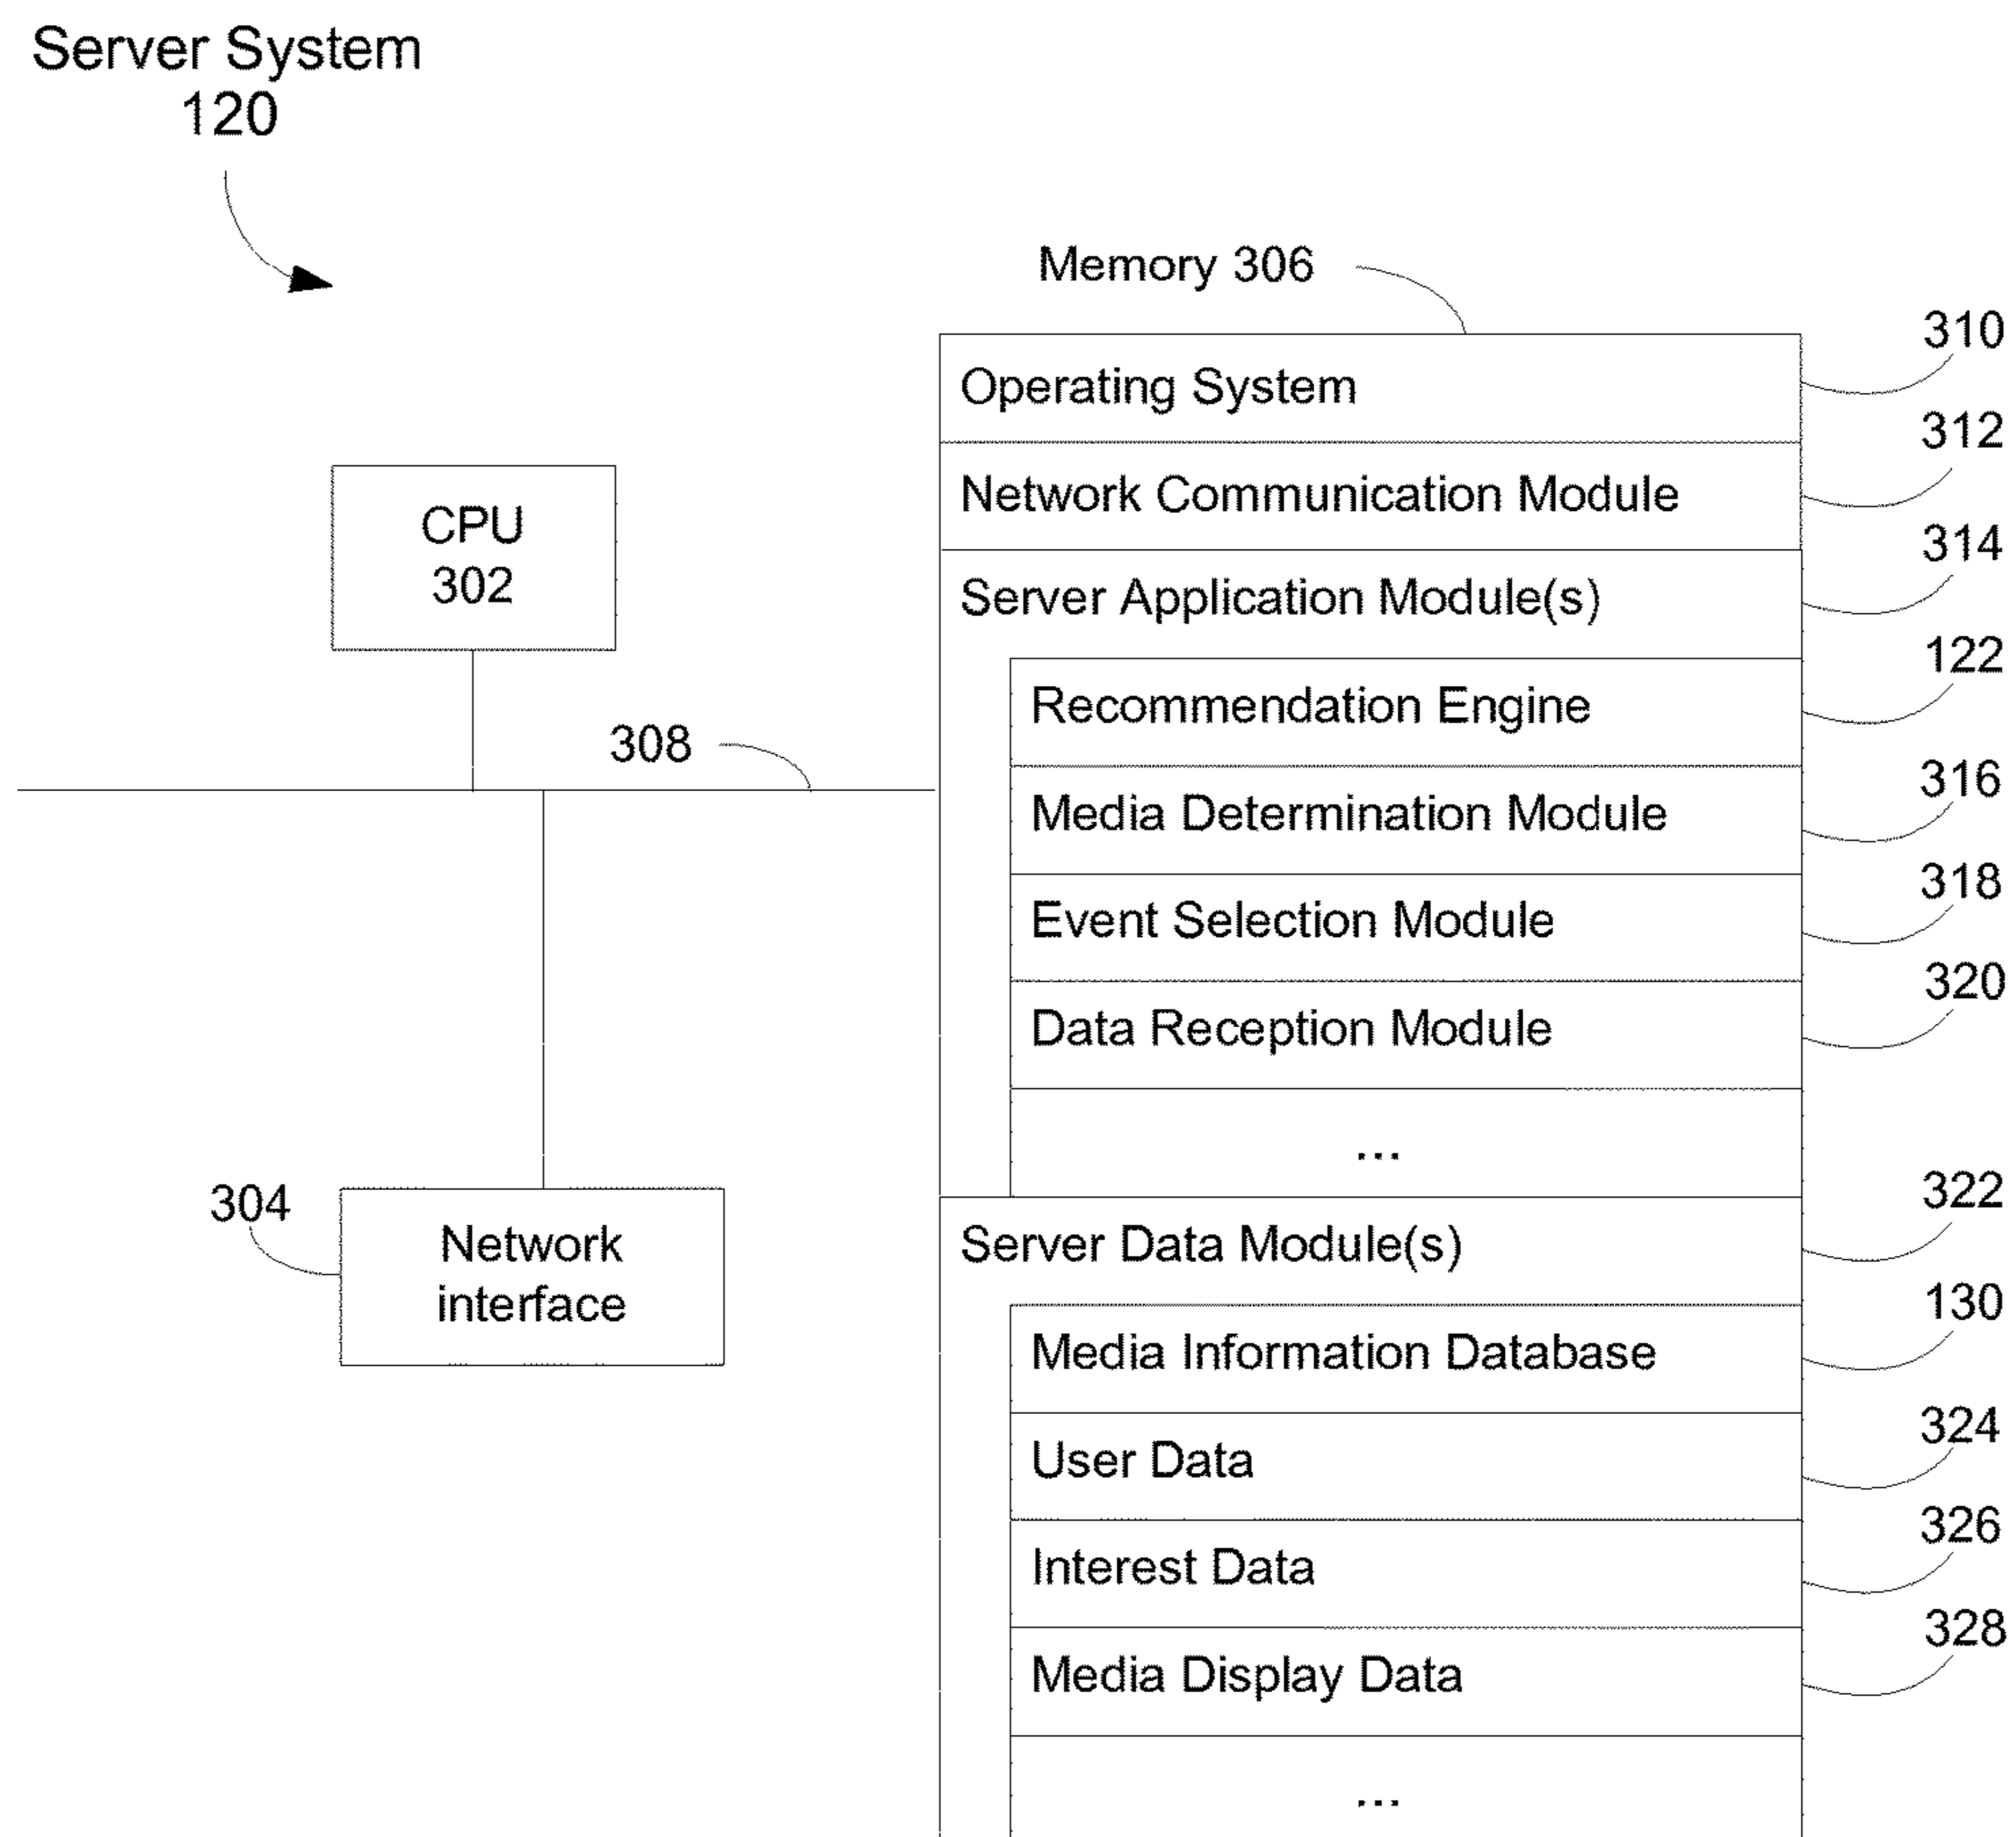 Server System
120
Memory 306
310
Operating System
312
Network Communication Module
314
Server Application Module(s)
122
Recommendation Engine
316
Media Determination Module
318
Event Selection Module
320
Data Reception Module
...
322
Server Data Module(s)
130
Media Information Database
324
User Data
326
Interest Data
328
Media Display Data
...
CPU
302
308
304
Network
interface